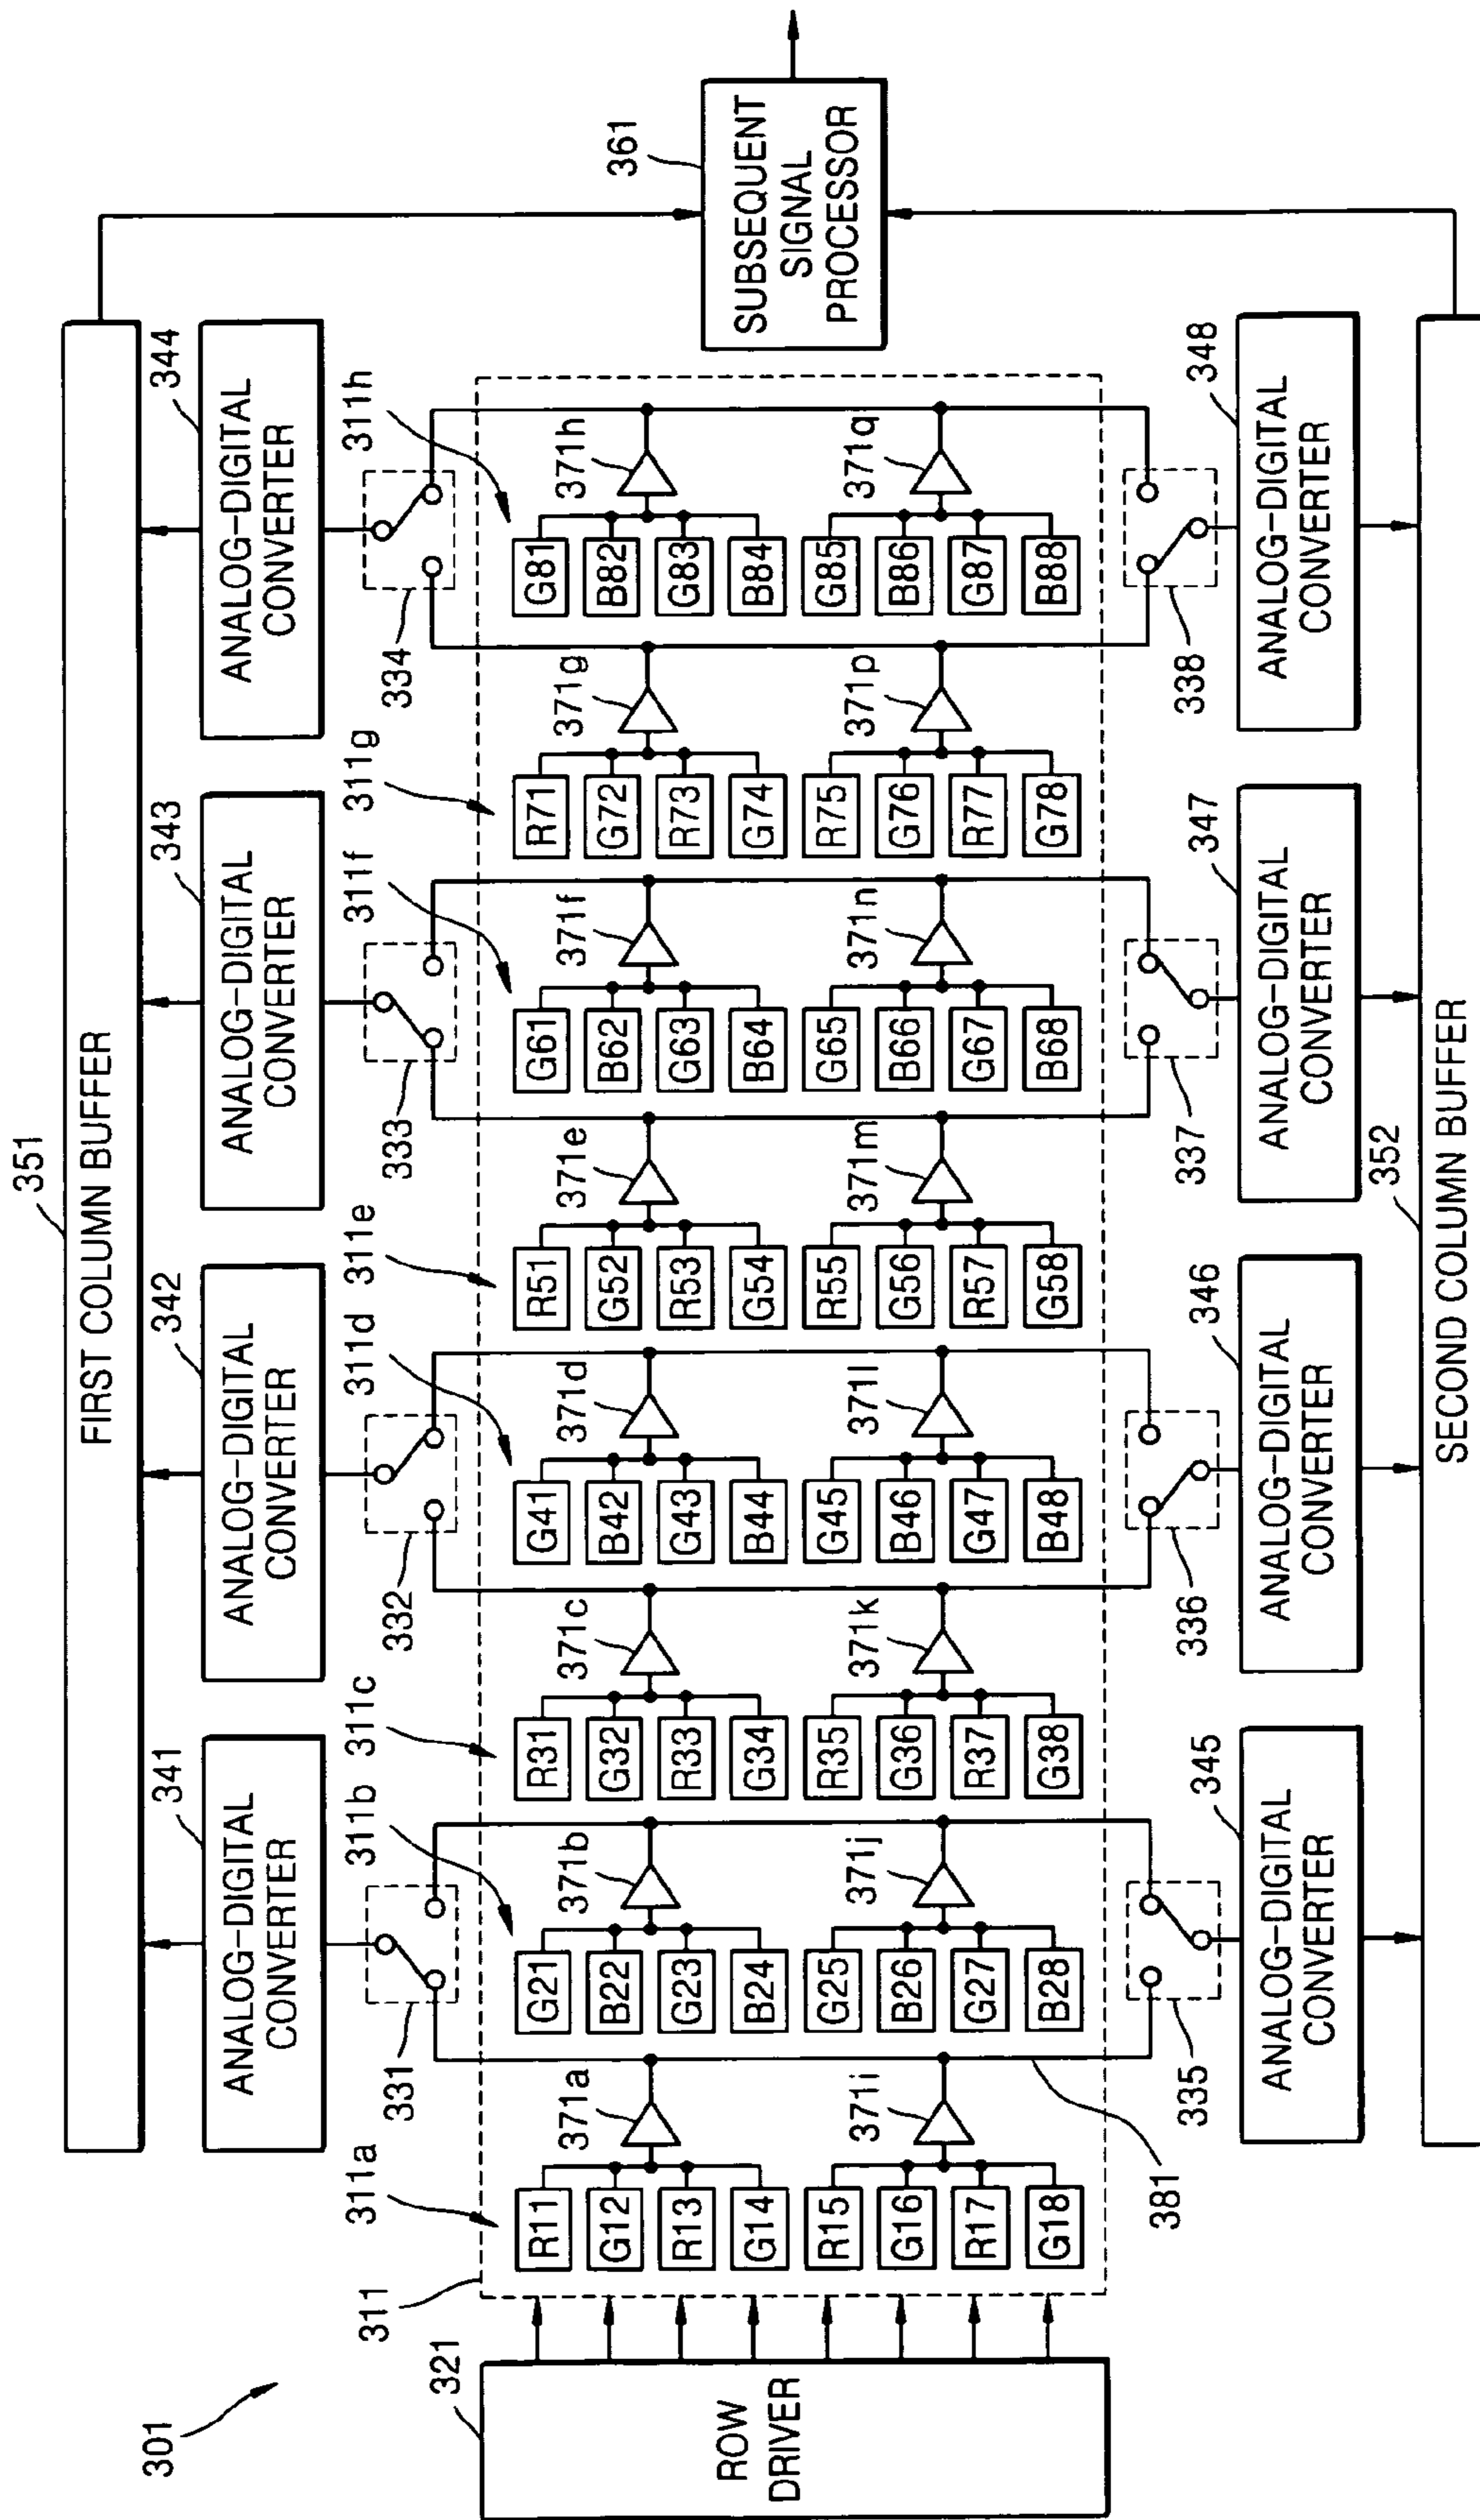 301
351
FIRST COLUMN BUFFER
341
342
343
344
ANALOG-DIGITAL
CONVERTER
ANALOG-DIGITAL
CONVERTER
ANALOG-DIGITAL
CONVERTER
ANALOG-DIGITAL
CONVERTER
331
332
333
334
311
311a
311b
311c
311d
311e
311f
311g
311h
321
ROW
DRIVER
R11
G12
R13
G14
R15
G16
R17
G18
371a
371i
G21
B22
G23
B24
G25
B26
G27
B28
371b
371j
R31
G32
R33
G34
R35
G36
R37
G38
371c
371k
G41
B42
G43
B44
G45
B46
G47
B48
371d
371l
R51
G52
R53
G54
R55
G56
R57
G58
371e
371m
G61
B62
G63
B64
G65
B66
G67
B68
371f
371n
R71
G72
R73
G74
R75
G76
R77
G78
371g
371p
G81
B82
G83
B84
G85
B86
G87
B88
371h
371q
361
SUBSEQUENT
SIGNAL
PROCESSOR
381
335
336
337
338
345
346
347
348
ANALOG-DIGITAL
CONVERTER
ANALOG-DIGITAL
CONVERTER
ANALOG-DIGITAL
CONVERTER
ANALOG-DIGITAL
CONVERTER
352
SECOND COLUMN BUFFER